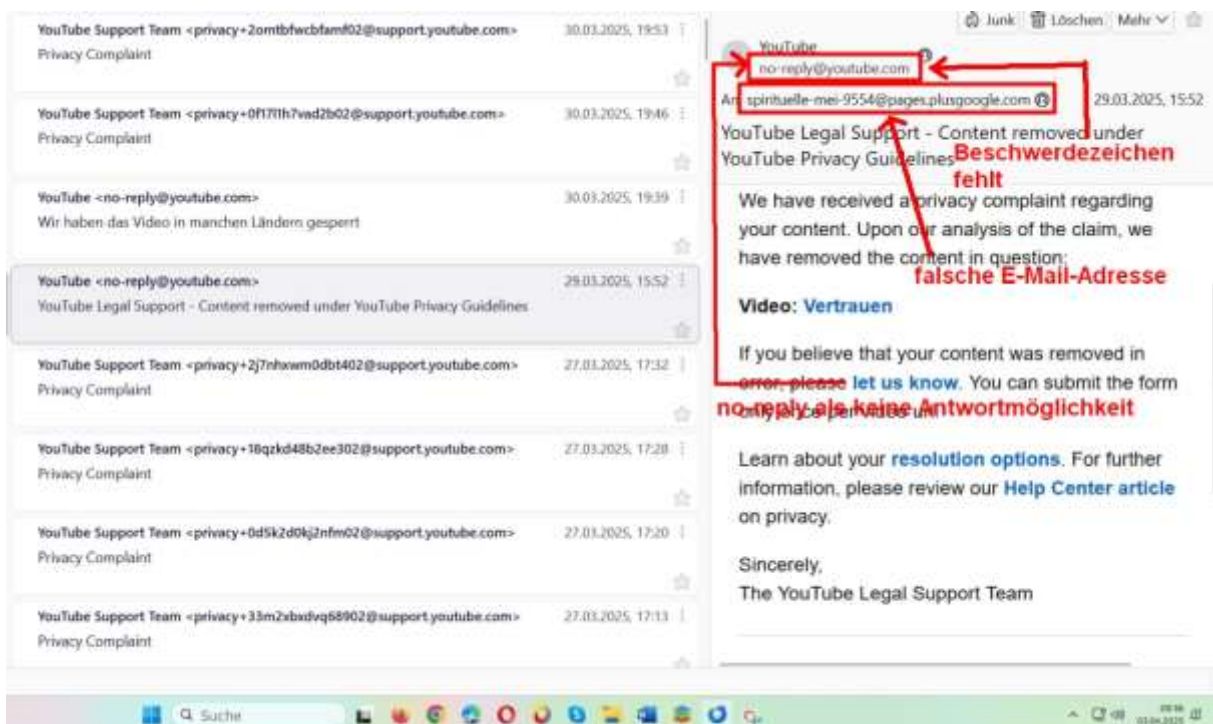 YouTube Support Team <privacy+2omtbfwcbfamf02@support.youtube.com> 30.03.2025, 19:53
Privacy Complaint
YouTube Support Team <privacy+0f17l1h7vad2b02@support.youtube.com> 30.03.2025, 19:46
Privacy Complaint
YouTube <no-reply@youtube.com> 30.03.2025, 19:39
Wir haben das Video in manchen Ländern gesperrt
YouTube <no-reply@youtube.com> 29.03.2025, 15:52
YouTube Legal Support - Content removed under YouTube Privacy Guidelines
YouTube Support Team <privacy+2j7nhxwm0dbt402@support.youtube.com> 27.03.2025, 17:32
Privacy Complaint
YouTube Support Team <privacy+18qzkd48b2ee302@support.youtube.com> 27.03.2025, 17:28
Privacy Complaint
YouTube Support Team <privacy+0d5k2d0kj2nfm02@support.youtube.com> 27.03.2025, 17:20
Privacy Complaint
YouTube Support Team <privacy+33m2xbxdvq68902@support.youtube.com> 27.03.2025, 17:13
Privacy Complaint
Junk Löschen Mehr
YouTube
no-reply@youtube.com
An spirituelle-mei-9554@pages.plusgoogle.com 29.03.2025, 15:52
YouTube Legal Support - Content removed under
YouTube Privacy Guidelines
Beschwerdezeichen
fehlt
We have received a privacy complaint regarding
your content. Upon our analysis of the claim, we
have removed the content in question:
falsche E-Mail-Adresse
Video: Vertrauen
If you believe that your content was removed in
error, please let us know. You can submit the form
no-reply als keine Antwortmöglichkeit
only once per video
Learn about your resolution options. For further
information, please review our Help Center article
on privacy.
Sincerely,
The YouTube Legal Support Team
Suche